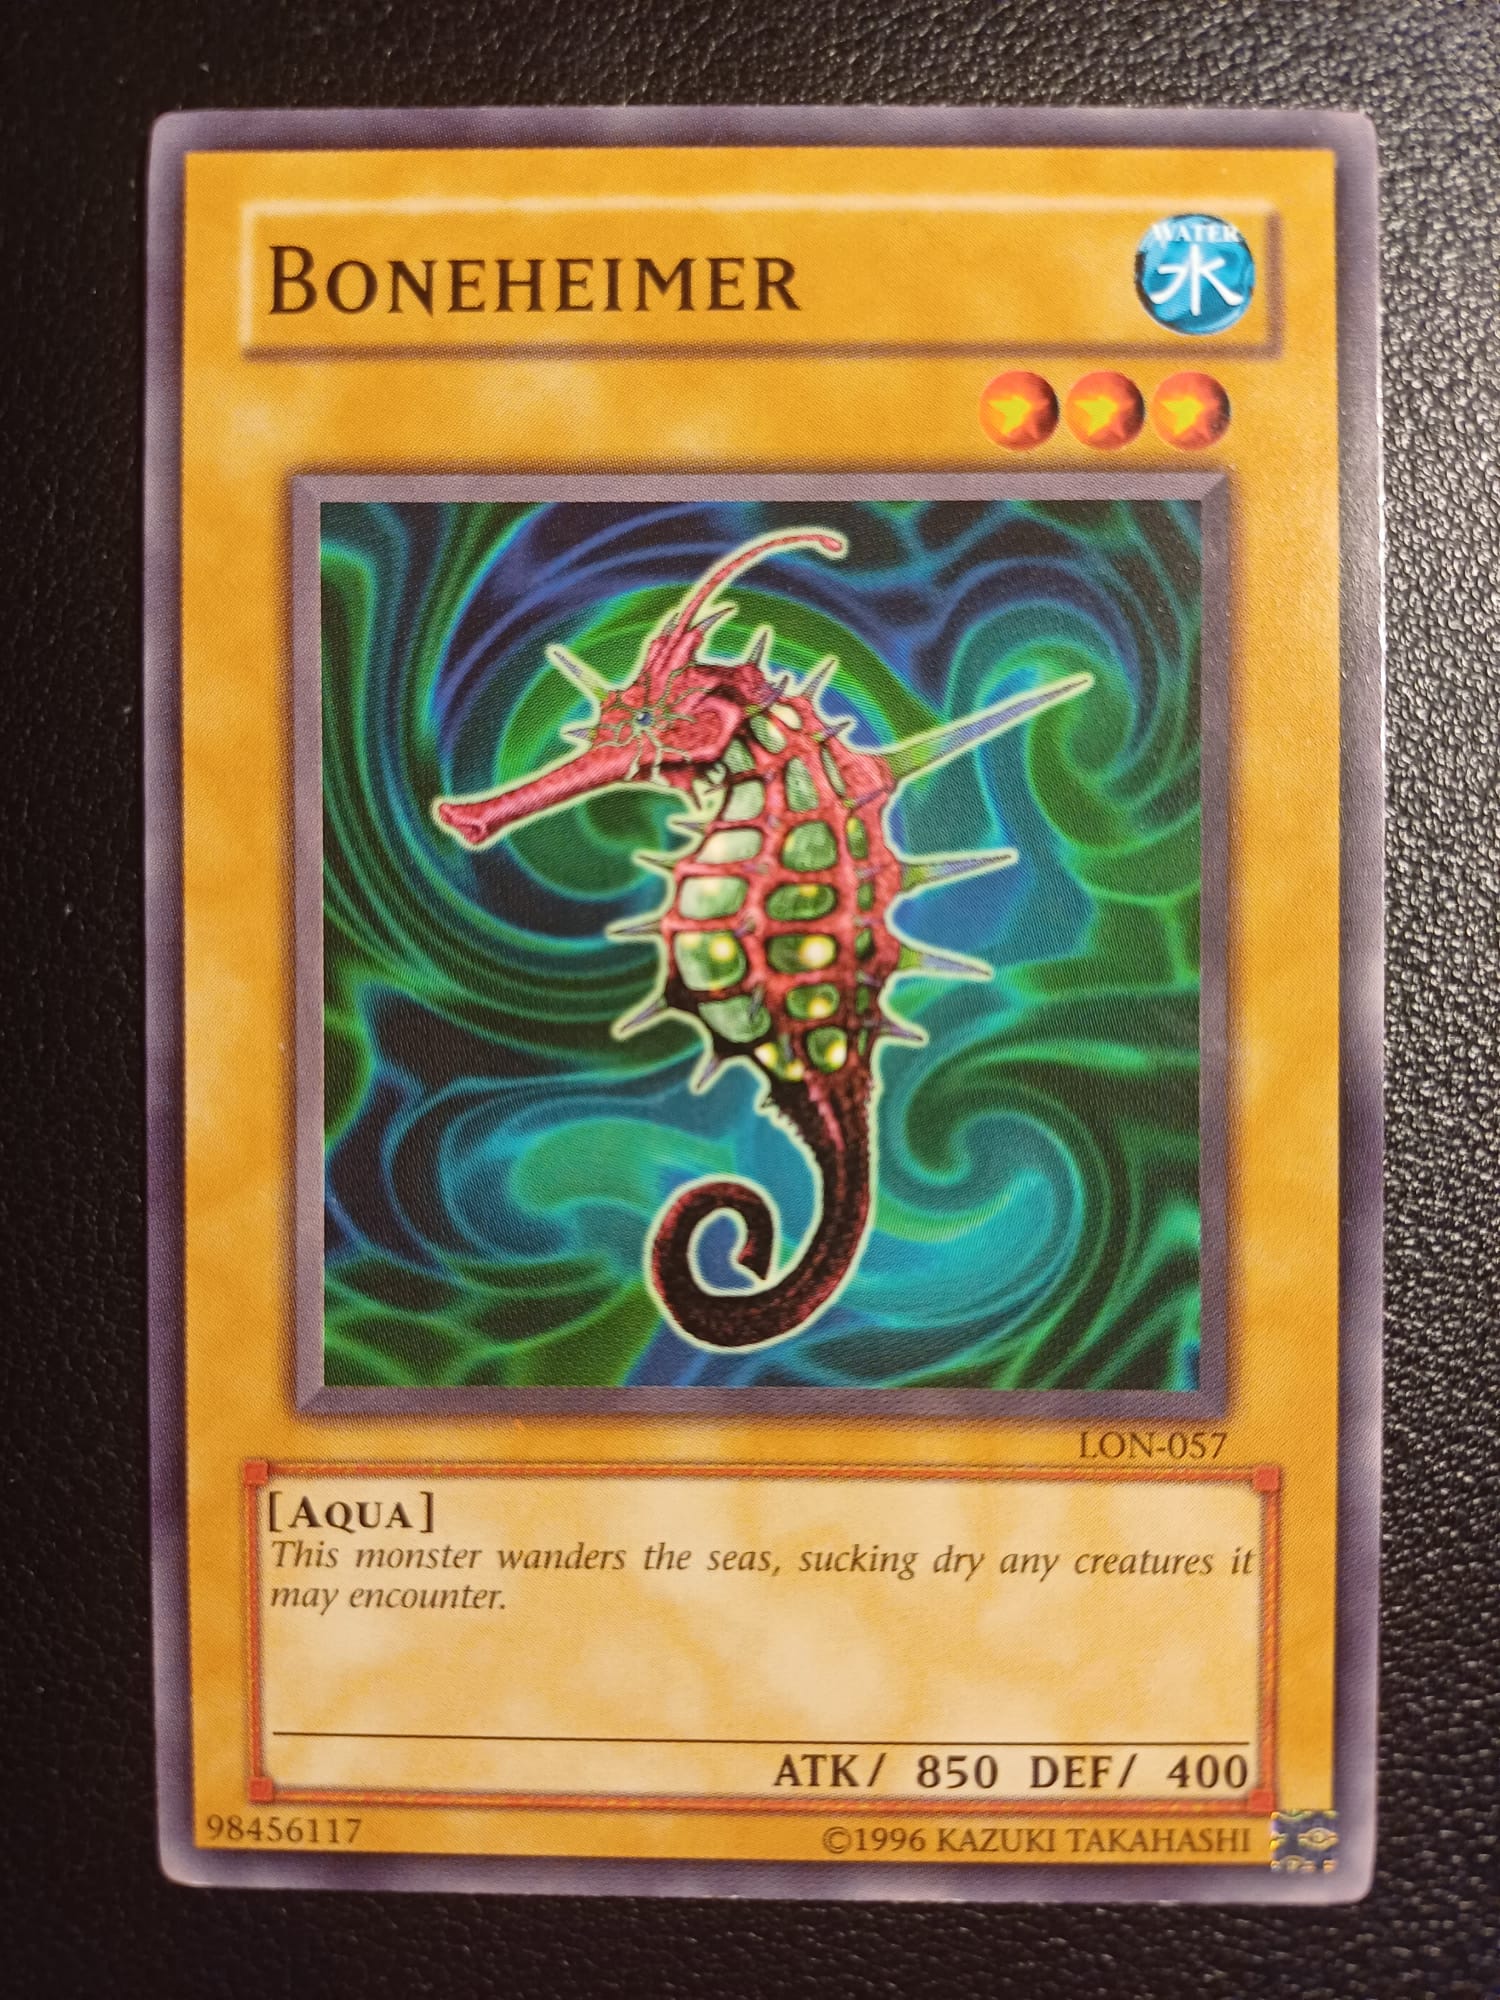 BONEHEIMER
WATER
水
LON-057
[AQUA]
This monster wanders the seas, sucking dry any creatures it
may encounter.
ATK/ 850 DEF/ 400
98456117
©1996 KAZUKI TAKAHASHI